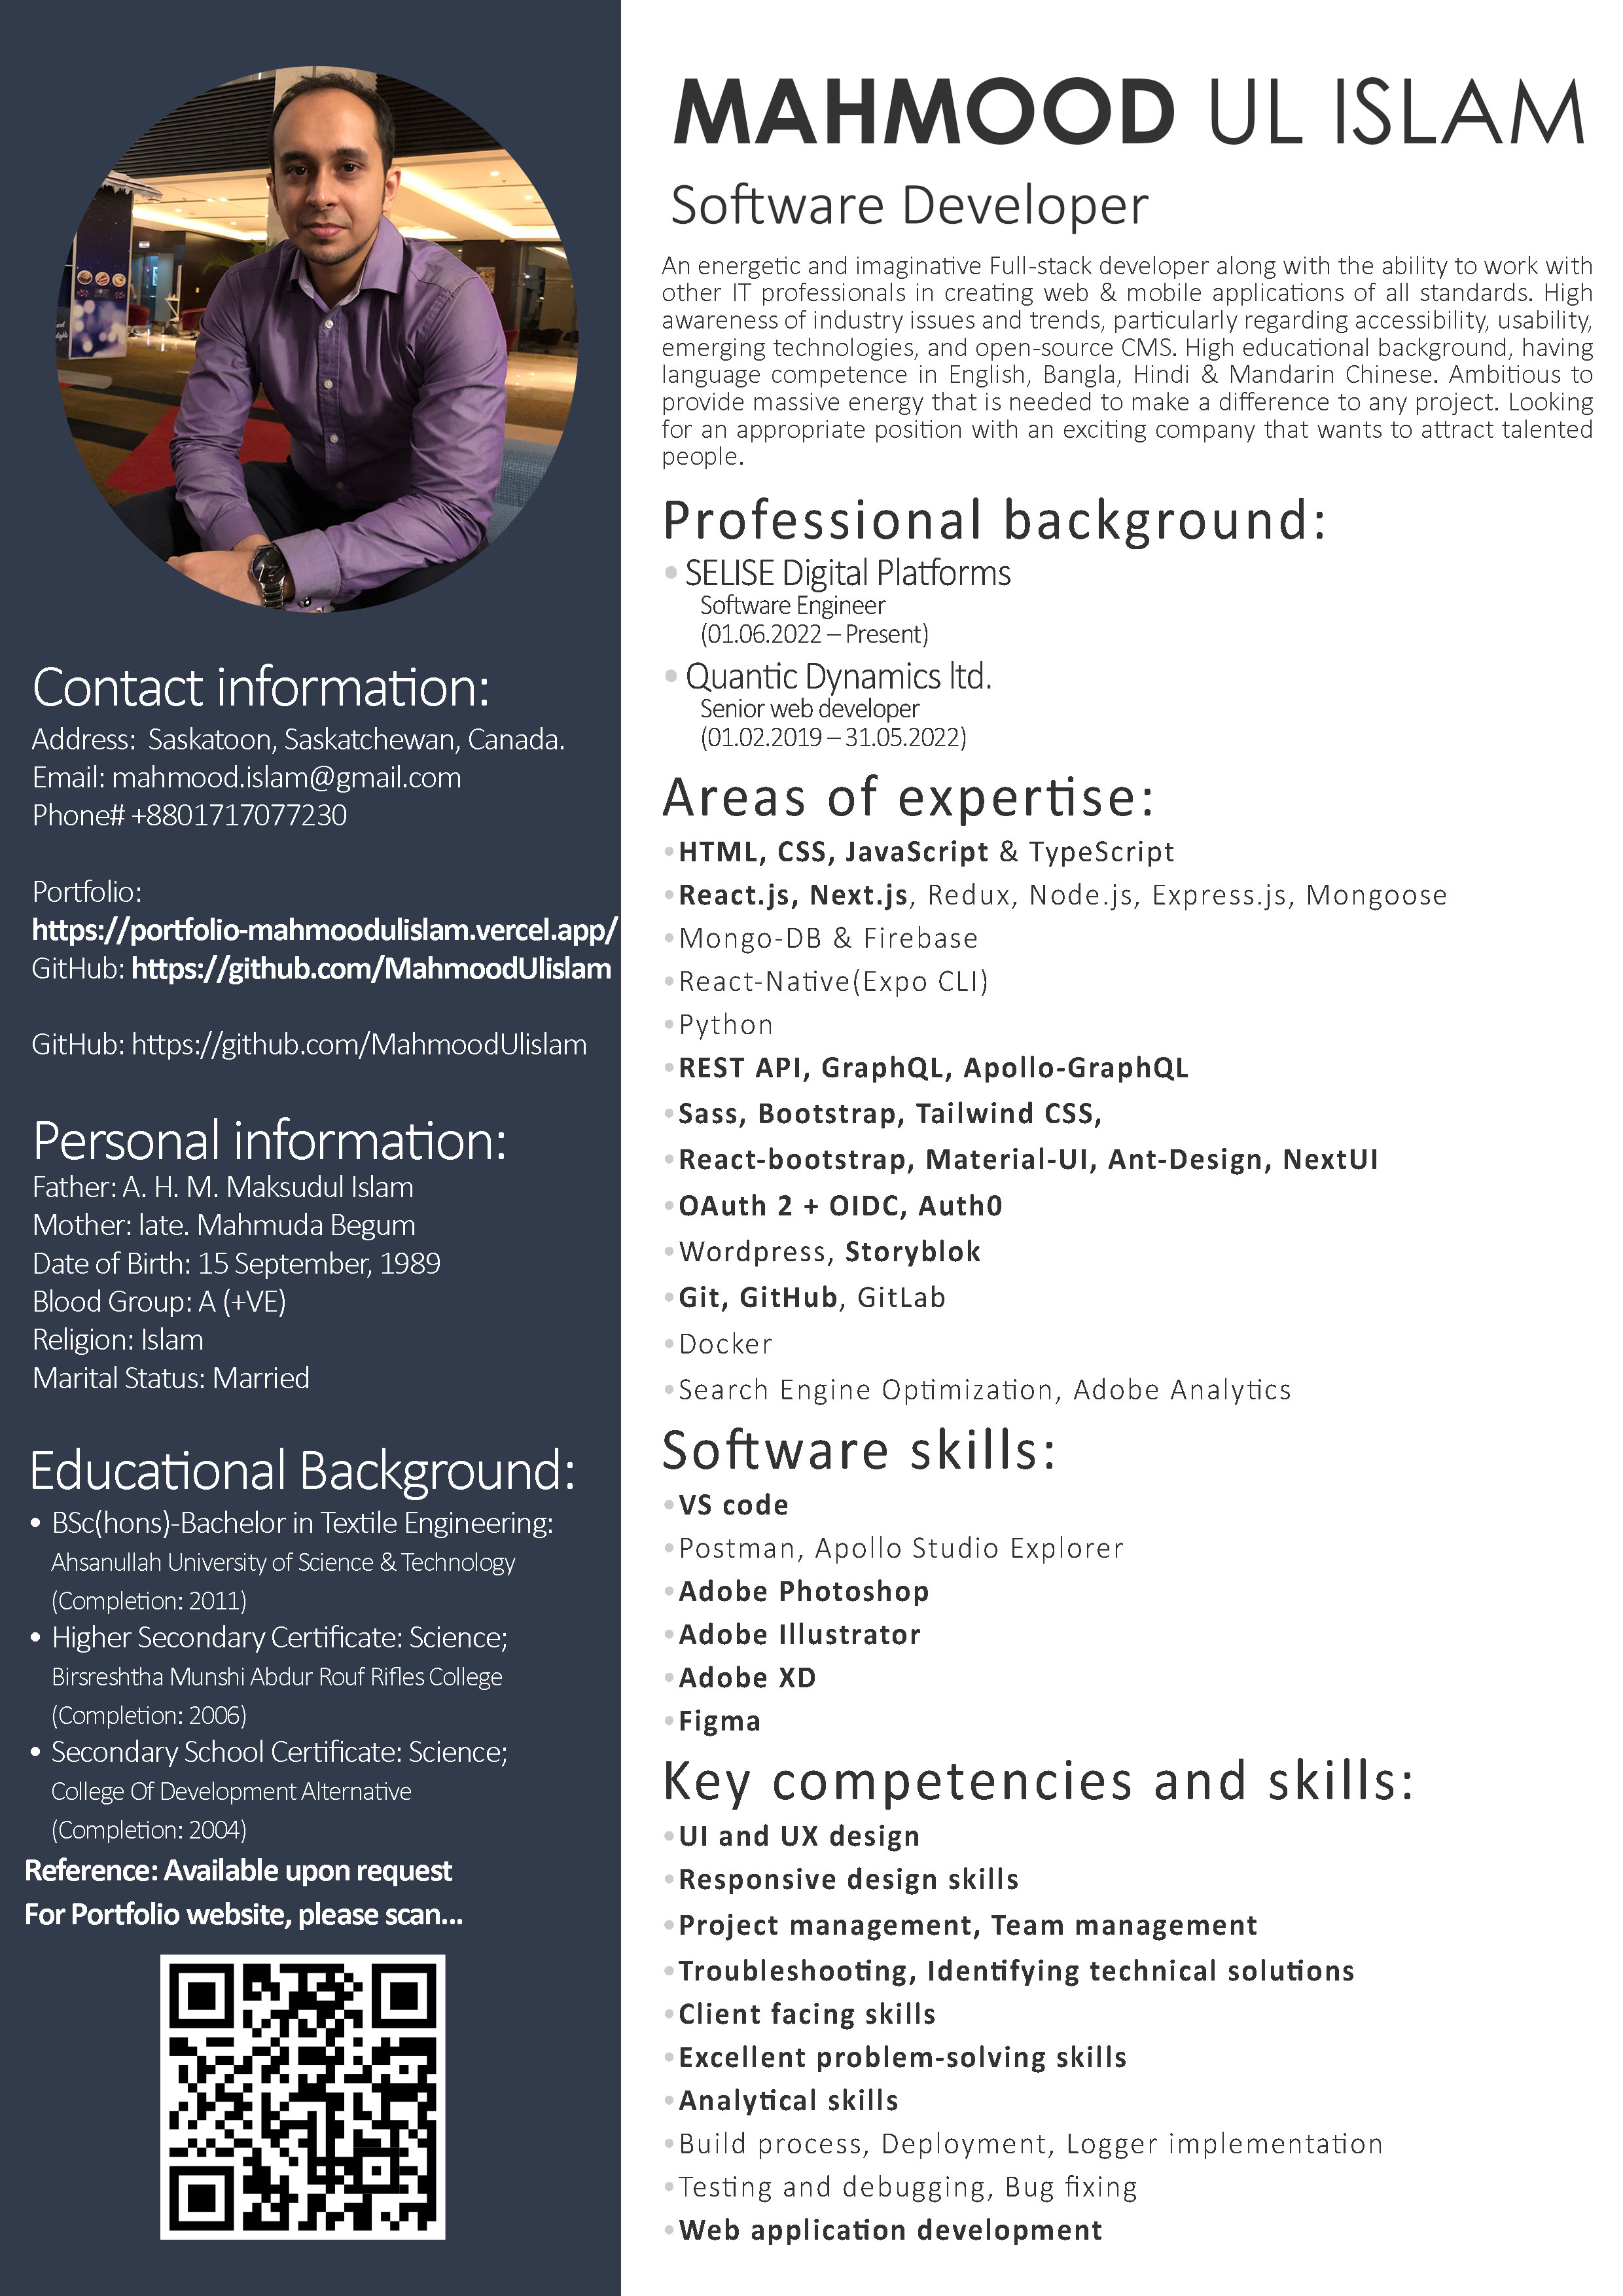 MAHMOOD UL ISLAM
Software Developer
An energetic and imaginative Full-stack developer along with the ability to work with
other IT professionals in creating web & mobile applications of all standards. High
awareness of industry issues and trends, particularly regarding accessibility, usability,
emerging technologies, and open-source CMS. High educational background, having
language competence in English, Bangla, Hindi & Mandarin Chinese. Ambitious to
provide massive energy that is needed to make a difference to any project. Looking
for an appropriate position with an exciting company that wants to attract talented
people.
Professional background:
• SELISE Digital Platforms
Software Engineer
(01.06.2022 – Present)
• Quantic Dynamics ltd.
Senior web developer
(01.02.2019 – 31.05.2022)
Areas of expertise:
• HTML, CSS, JavaScript & TypeScript
• React.js, Next.js, Redux, Node.js, Express.js, Mongoose
• Mongo-DB & Firebase
• React-Native(Expo CLI)
• Python
• REST API, GraphQL, Apollo-GraphQL
• Sass, Bootstrap, Tailwind CSS,
• React-bootstrap, Material-UI, Ant-Design, NextUI
• OAuth 2 + OIDC, Auth0
• Wordpress, Storyblok
• Git, GitHub, GitLab
• Docker
• Search Engine Optimization, Adobe Analytics
Software skills:
• VS code
• Postman, Apollo Studio Explorer
• Adobe Photoshop
• Adobe Illustrator
• Adobe XD
• Figma
Key competencies and skills:
• UI and UX design
• Responsive design skills
• Project management, Team management
• Troubleshooting, Identifying technical solutions
• Client facing skills
• Excellent problem-solving skills
• Analytical skills
• Build process, Deployment, Logger implementation
• Testing and debugging, Bug fixing
• Web application development
Contact information:
Address: Saskatoon, Saskatchewan, Canada.
Email: mahmood.islam@gmail.com
Phone# +8801717077230
Portfolio:
https://portfolio-mahmoodulislam.vercel.app/
GitHub: https://github.com/MahmoodUlislam
GitHub: https://github.com/MahmoodUlislam
Personal information:
Father: A. H. M. Maksudul Islam
Mother: late. Mahmuda Begum
Date of Birth: 15 September, 1989
Blood Group: A (+VE)
Religion: Islam
Marital Status: Married
Educational Background:
• BSc(hons)-Bachelor in Textile Engineering:
Ahsanullah University of Science & Technology
(Completion: 2011)
• Higher Secondary Certificate: Science;
Birsreshtha Munshi Abdur Rouf Rifles College
(Completion: 2006)
• Secondary School Certificate: Science;
College Of Development Alternative
(Completion: 2004)
Reference: Available upon request
For Portfolio website, please scan...